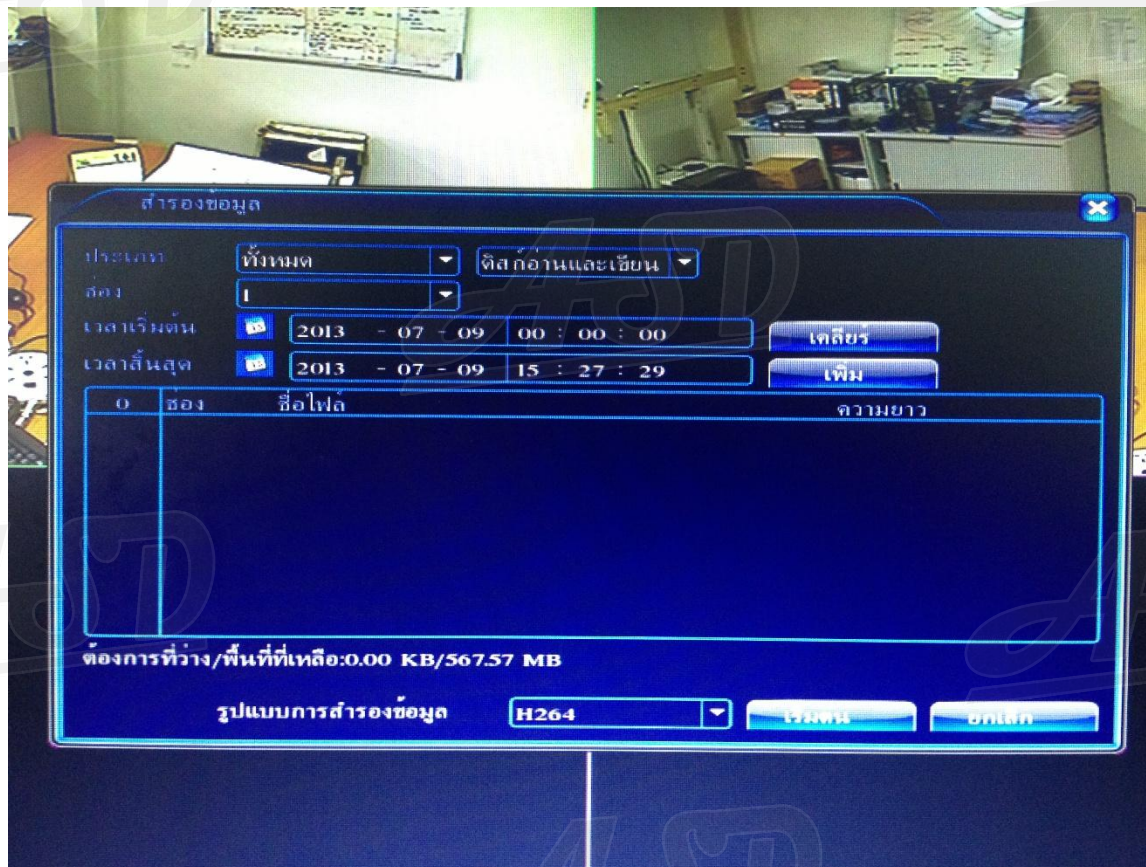 สำรองข้อมูล
ประเภท ทั้งหมด ดิสก์อ่านและเขียน
ช่อง 1
เวลาเริ่มต้น 2013 - 07 - 09 00 : 00 : 00 เคลียร์
เวลาสิ้นสุด 2013 - 07 - 09 15 : 27 : 29 เพิ่ม
0 ช่อง ชื่อไฟล์ ความยาว
ต้องการที่ว่าง/พื้นที่ที่เหลือ:0.00 KB/567.57 MB
รูปแบบการสำรองข้อมูล H264 เริ่มต้น ยกเลิก
ASD